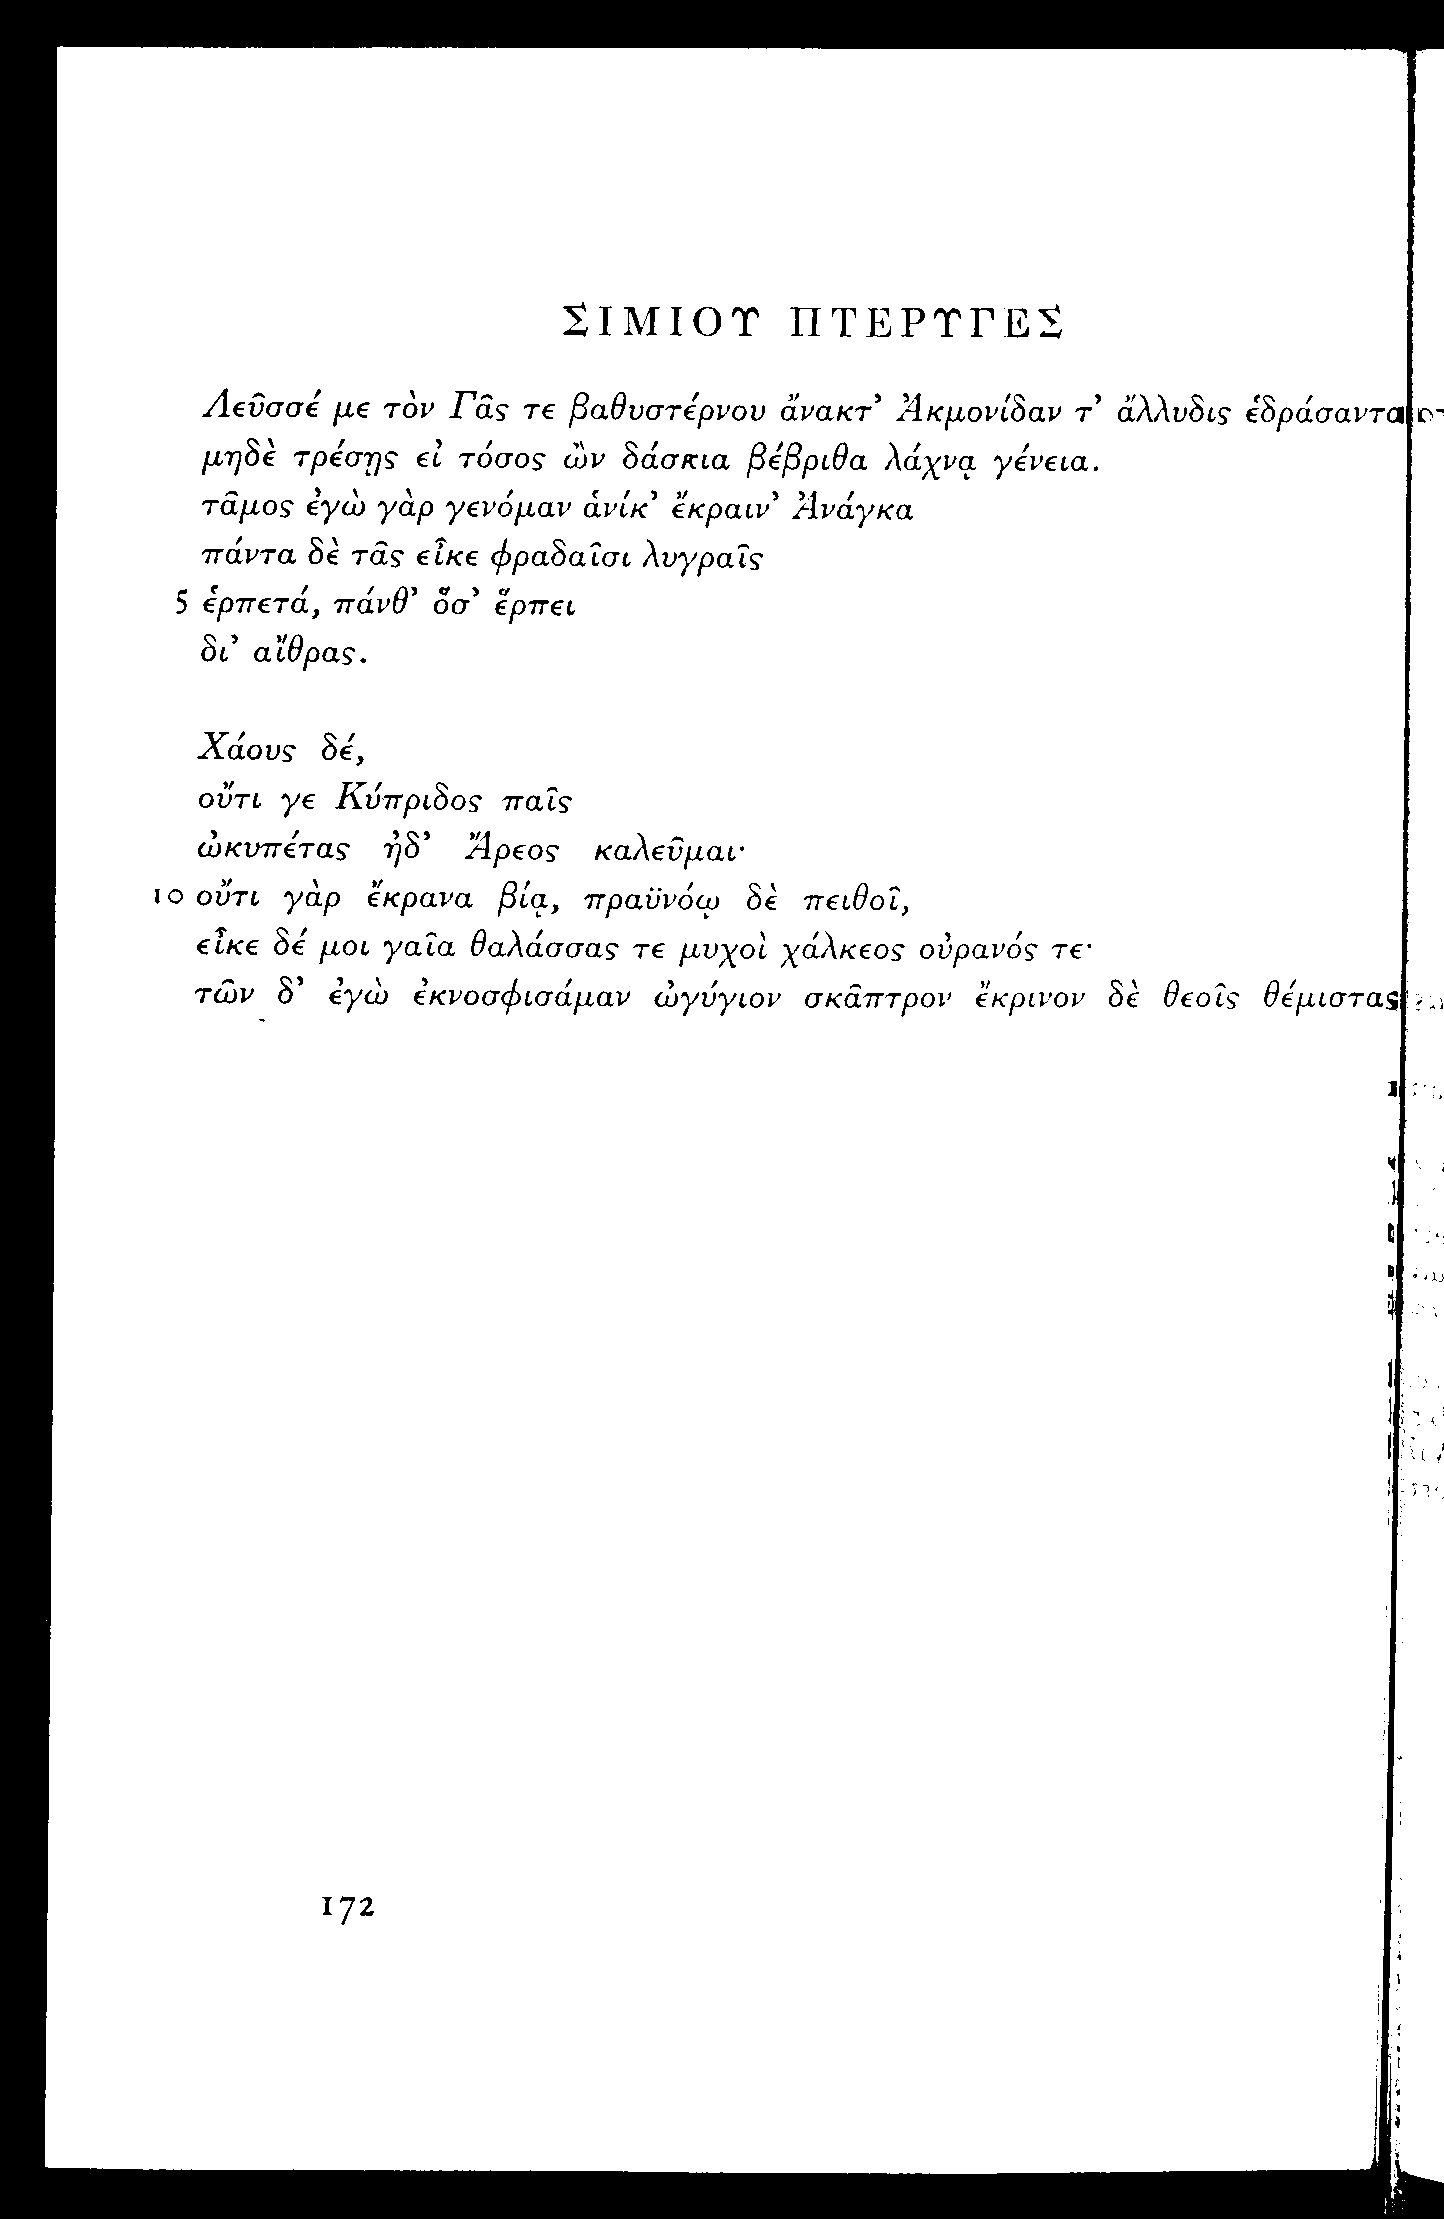 ΣΙΜΙΟΥ ΠΤΕΡΥΓΕΣ
Λεῦσσέ με τὸν Γᾶς τε βαθυστέρνου ἄνακτ’ Ἀκμονίδαν τ’ ἄλλυδις ἑδράσαντα
μηδὲ τρέσῃς εἰ τόσος ὢν δάσκια βέβριθα λάχνᾳ γένεια.
τᾶμος ἐγὼ γὰρ γενόμαν ἁνίκ’ ἔκραιν’ Ἀνάγκα
πάντα δὲ τᾶς εἶκε φραδαῖσι λυγραῖς
5 ἑρπετά, πάνθ’ ὅσ’ ἕρπει
δι’ αἴθρας.
Χάους δέ,
οὔτι γε Κύπριδος παῖς
ὠκυπέτας ἠδ’ Ἄρεος καλεῦμαι·
10 οὔτι γὰρ ἔκρανα βίᾳ, πραϋνόῳ δὲ πειθοῖ,
εἶκε δέ μοι γαῖα θαλάσσας τε μυχοὶ χάλκεος οὐρανός τε·
τῶν δ’ ἐγὼ ἐκνοσφισάμαν ὠγύγιον σκᾶπτρον ἔκρινον δὲ θεοῖς θέμιστας
172